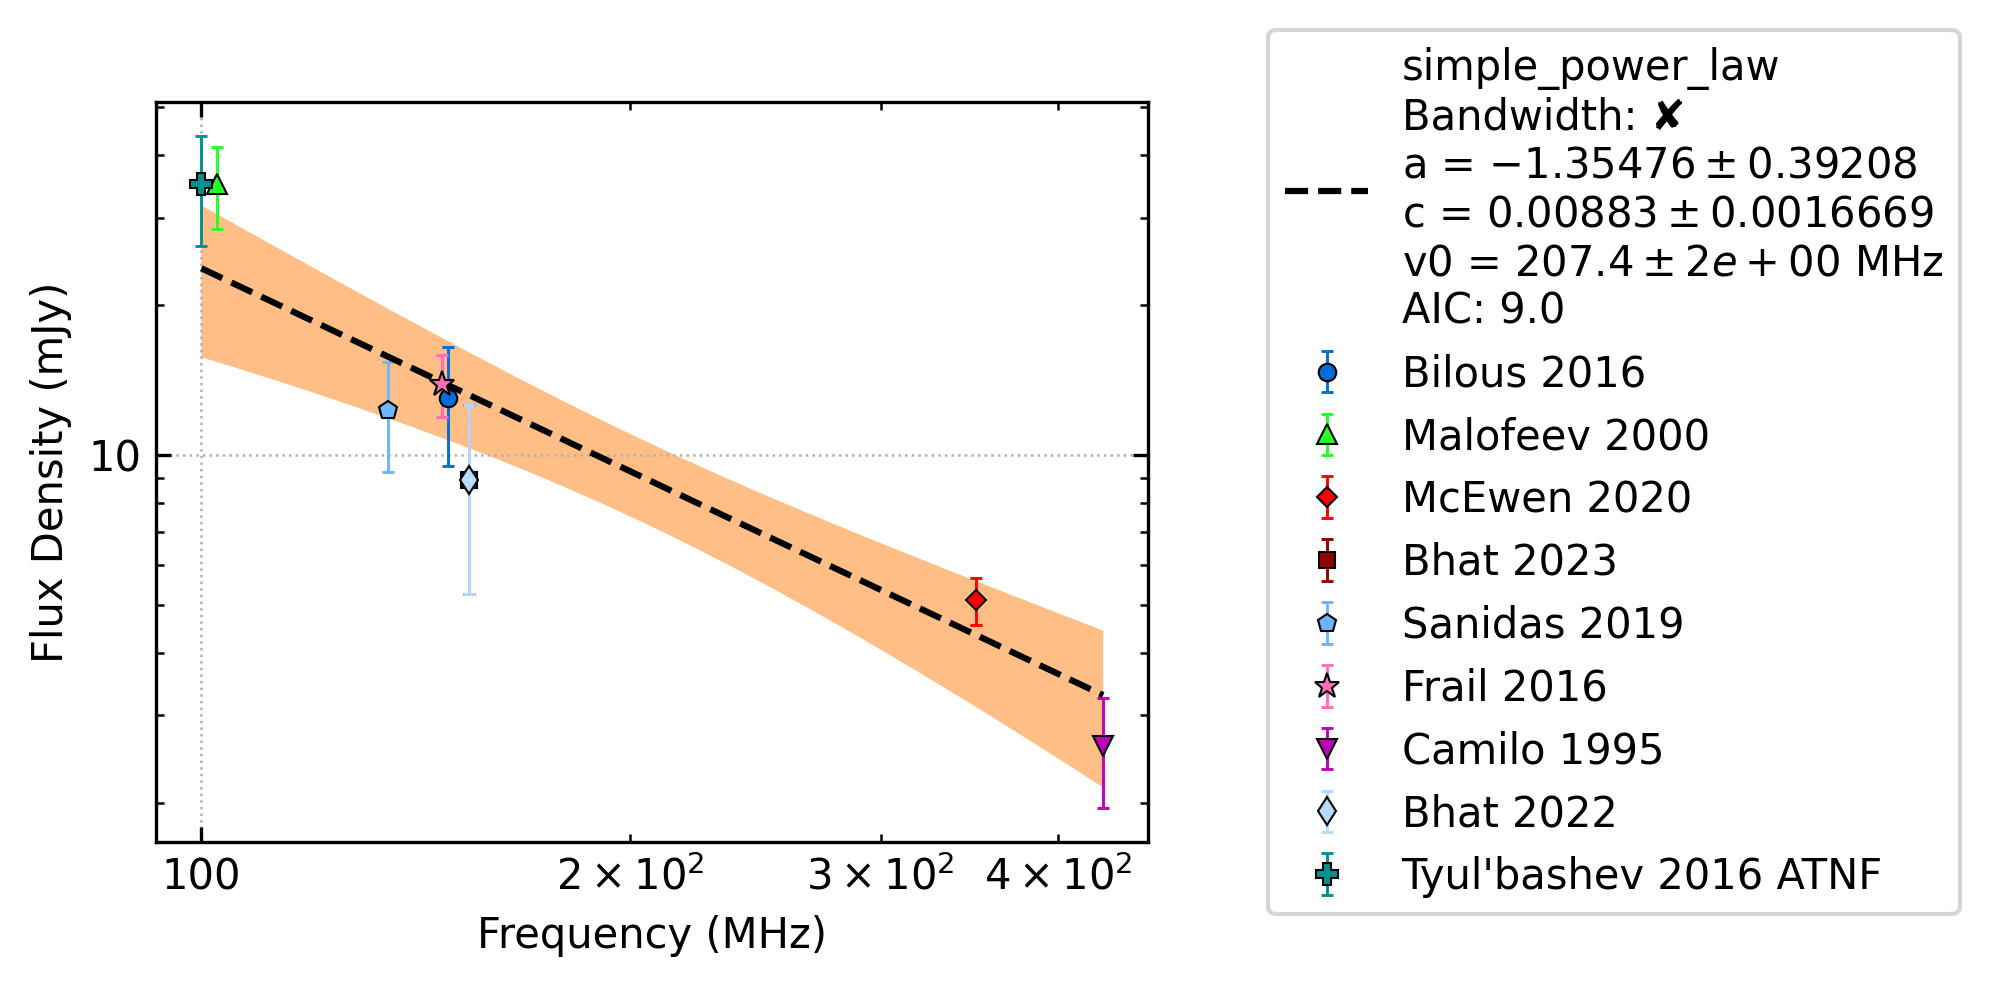 simple_power_law
Bandwidth: ✘
a = −1.35476 ± 0.39208
c = 0.00883 ± 0.0016669
v0 = 207.4 ± 2e + 00 MHz
AIC: 9.0
Bilous 2016
Malofeev 2000
McEwen 2020
Bhat 2023
Sanidas 2019
Frail 2016
Camilo 1995
Bhat 2022
Tyul'bashev 2016 ATNF
Flux Density (mJy)
10
100
2 × 10²
3 × 10²
4 × 10²
Frequency (MHz)